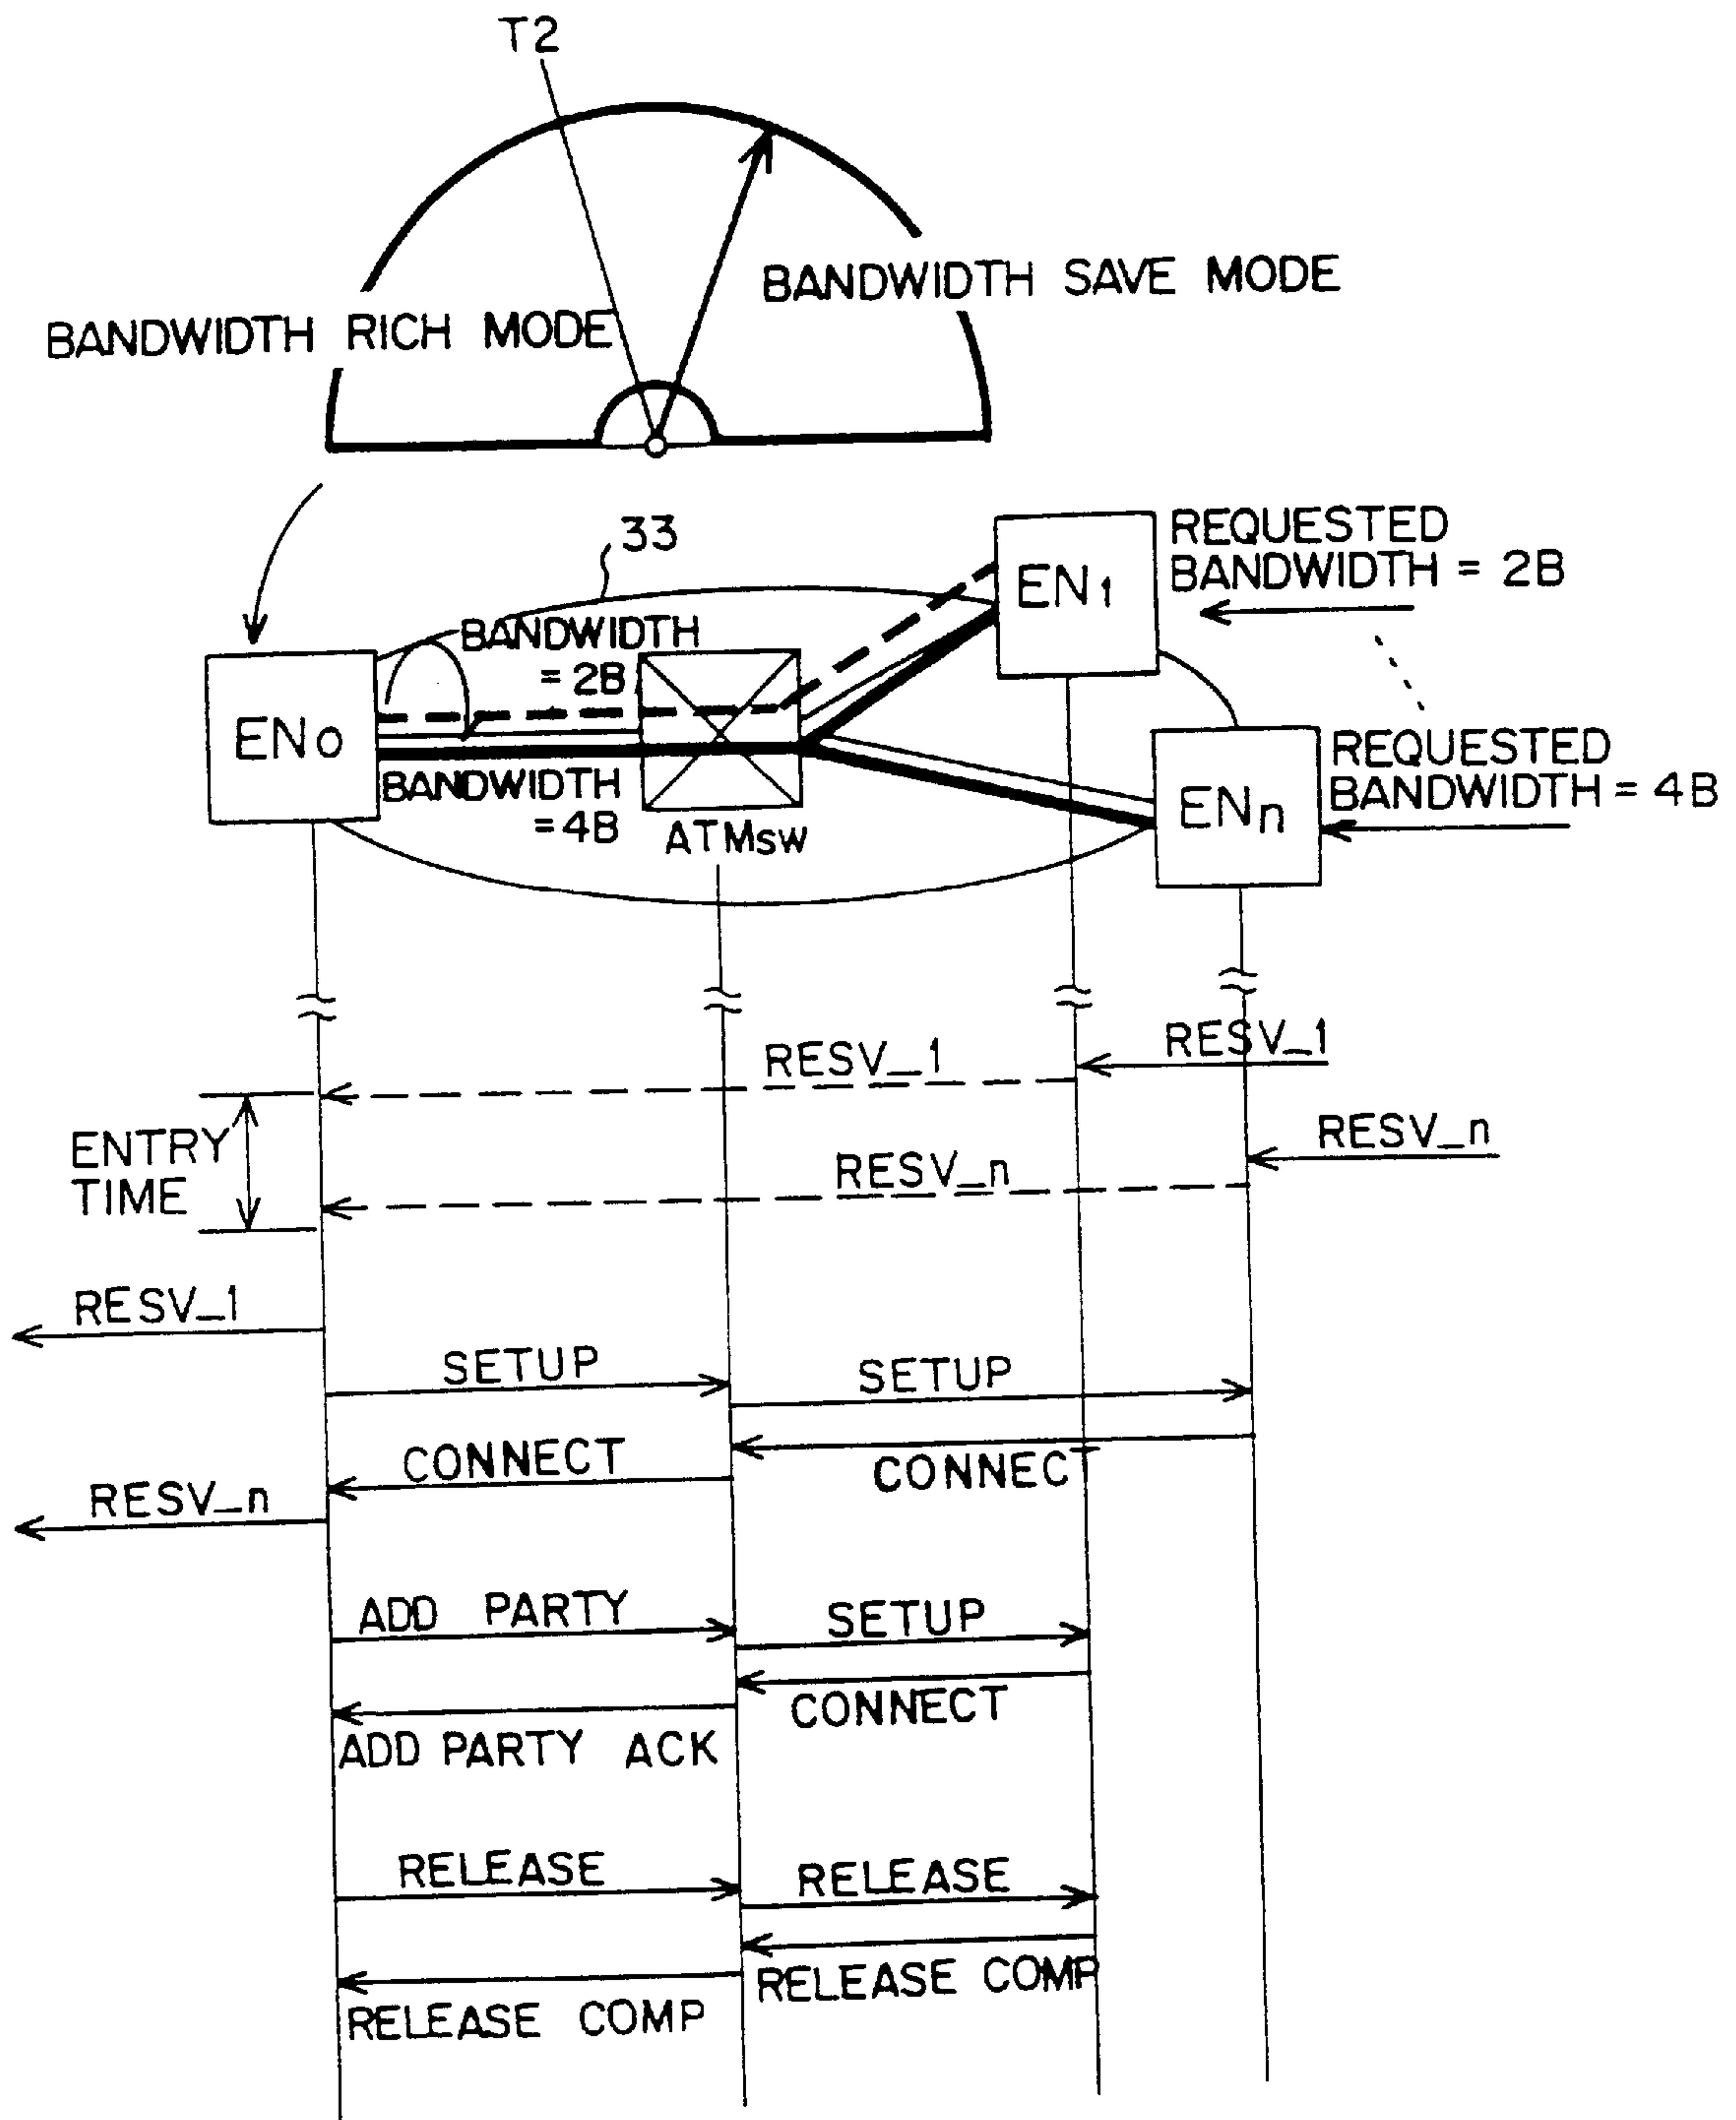 T2
BANDWIDTH SAVE MODE
BANDWIDTH RICH MODE
33
REQUESTED
BANDWIDTH = 2B
EN1
BANDWIDTH
= 2B
EN0
REQUESTED
BANDWIDTH = 4B
ENn
BANDWIDTH
=4B
ATMSW
RESV_1
RESV_1
ENTRY
TIME
RESV_n
RESV_n
RESV_1
SETUP
SETUP
CONNECT
CONNECT
RESV_n
ADD PARTY
SETUP
CONNECT
ADD PARTY ACK
RELEASE
RELEASE
RELEASE COMP
RELEASE COMP